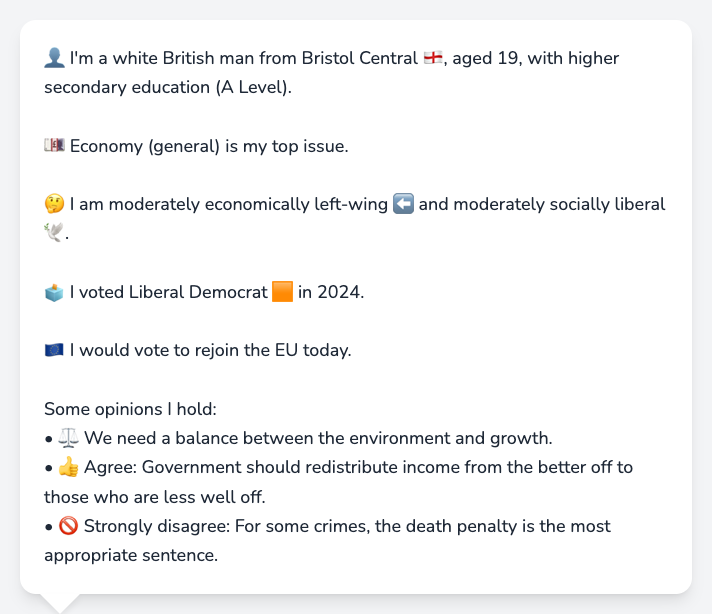 👤 I'm a white British man from Bristol Central 🏴󠁧󠁢󠁥󠁮󠁧󠁿, aged 19, with higher
secondary education (A Level).
💷 Economy (general) is my top issue.
🤔 I am moderately economically left-wing ⬅️ and moderately socially liberal
🕊️.
🗳️ I voted Liberal Democrat 🟧 in 2024.
🇪🇺 I would vote to rejoin the EU today.
Some opinions I hold:
• ⚖️ We need a balance between the environment and growth.
• 👍 Agree: Government should redistribute income from the better off to
those who are less well off.
• 🚫 Strongly disagree: For some crimes, the death penalty is the most
appropriate sentence.